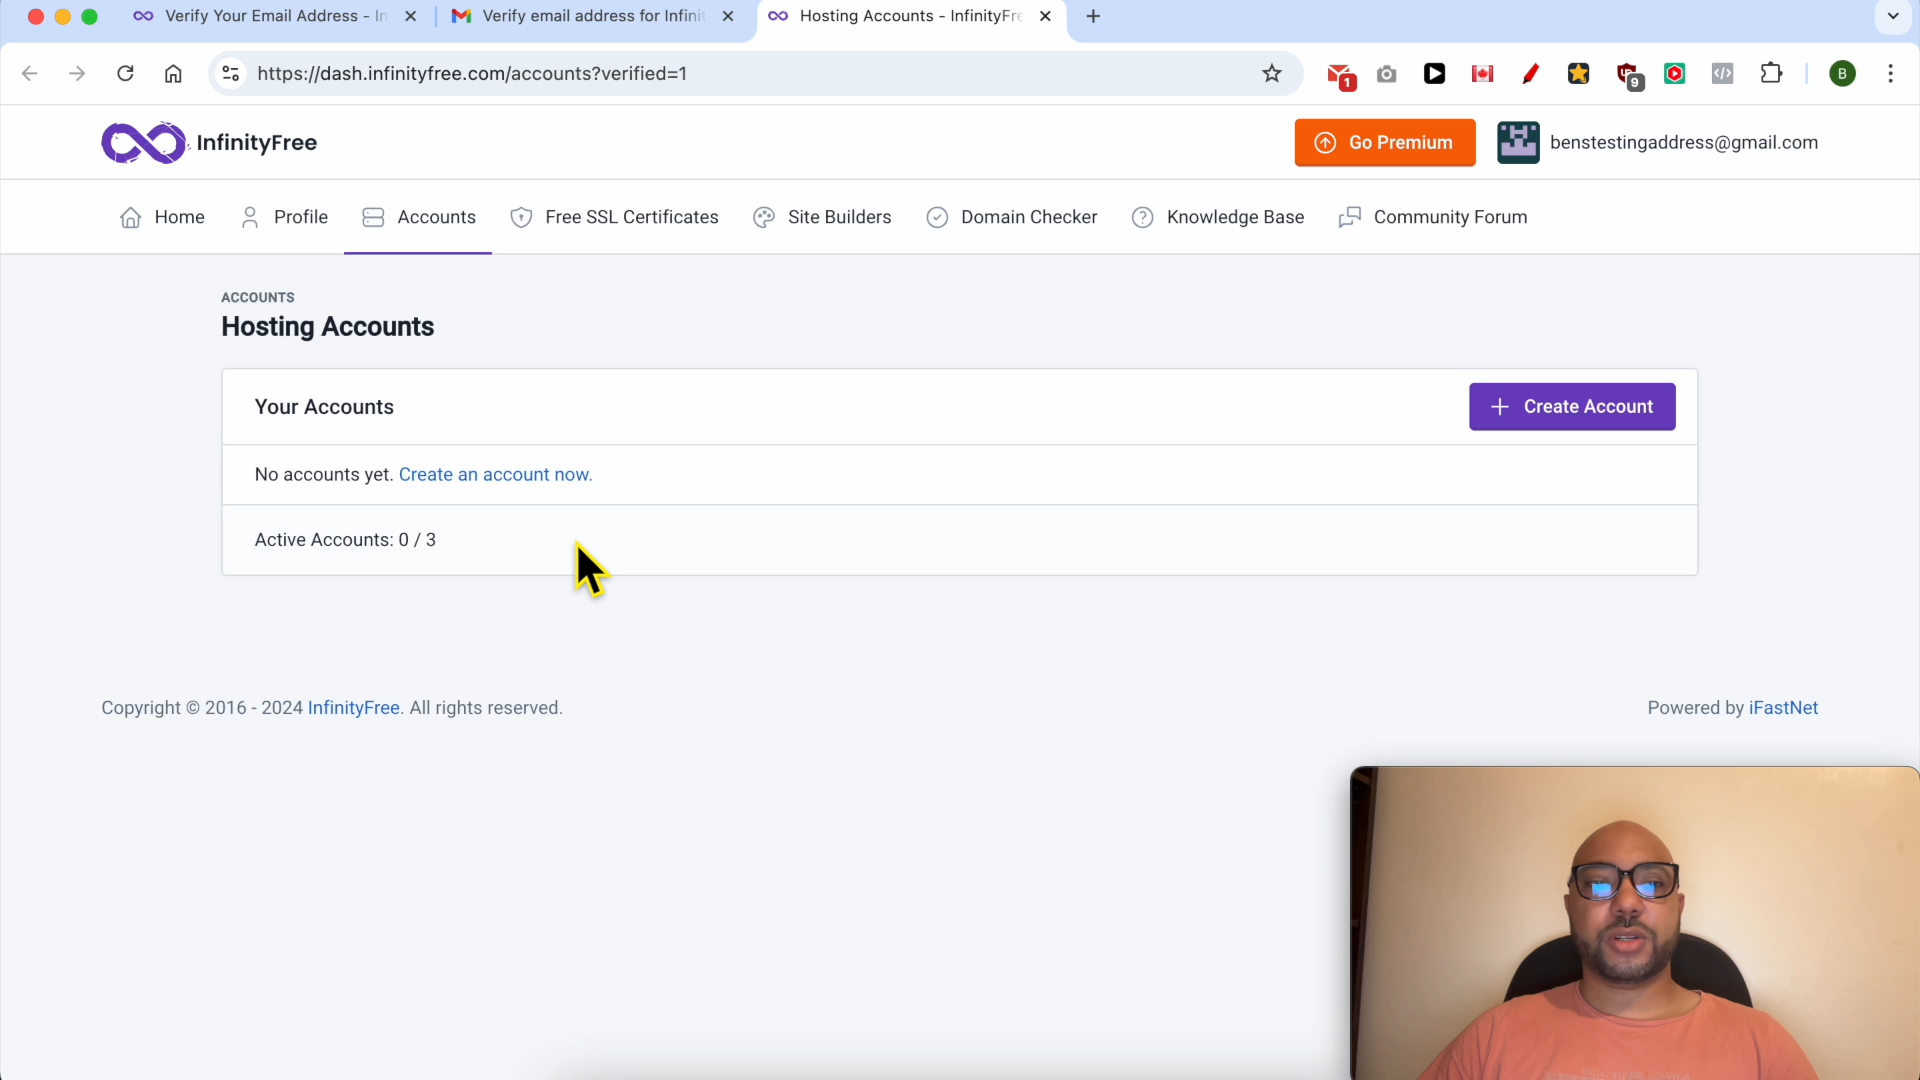 Verify Your Email Address - In
Verify email address for Infinit
Hosting Accounts - InfinityFre
https://dash.infinityfree.com/accounts?verified=1
1
9
B
InfinityFree
Go Premium
benstestingaddress@gmail.com
Home
Profile
Accounts
Free SSL Certificates
Site Builders
Domain Checker
Knowledge Base
Community Forum
ACCOUNTS
Hosting Accounts
Your Accounts
Create Account
No accounts yet. Create an account now.
Active Accounts: 0 / 3
Copyright © 2016 - 2024 InfinityFree. All rights reserved.
Powered by iFastNet